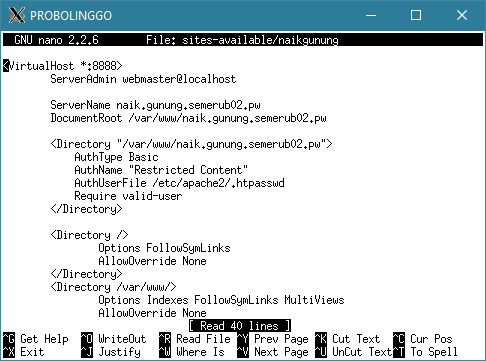 PROBOLINGGO
GNU nano 2.2.6 File: sites-available/naikgunung
<VirtualHost *:8888>
ServerAdmin webmaster@localhost
ServerName naik.gunung.semerub02.pw
DocumentRoot /var/www/naik.gunung.semerub02.pw
<Directory "/var/www/naik.gunung.semerub02.pw">
AuthType Basic
AuthName "Restricted Content"
AuthUserFile /etc/apache2/.htpasswd
Require valid-user
</Directory>
<Directory />
Options FollowSymLinks
AllowOverride None
</Directory>
<Directory /var/www/>
Options Indexes FollowSymLinks MultiViews
AllowOverride None
[ Read 40 lines ]
^G Get Help ^O WriteOut ^R Read File ^Y Prev Page ^K Cut Text ^C Cur Pos
^X Exit ^J Justify ^W Where Is ^V Next Page ^U UnCut Text ^T To Spell